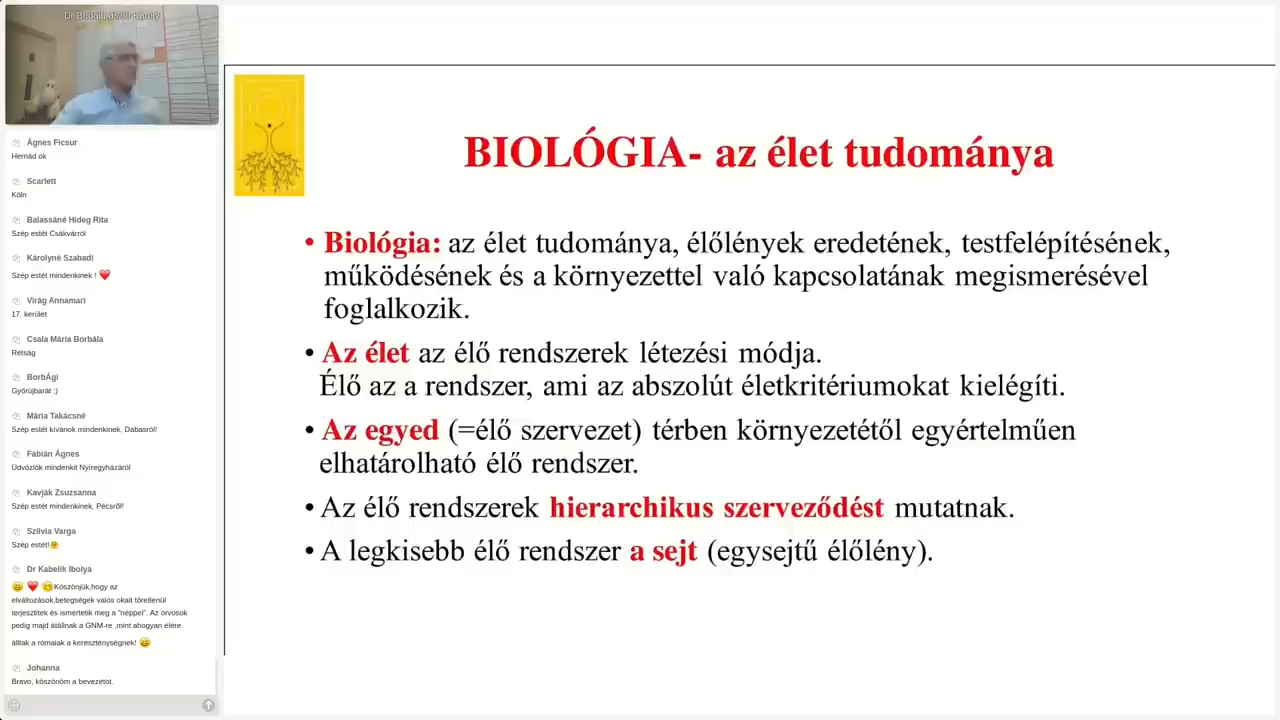 Dr Budai László Károly
Ágnes Ficsur
Hernád ok
Scarlett
Köln
Balassáné Hideg Rita
Szép estét Csákvárról
Károlyné Szabadi
Szép estét mindenkinek ! ❤️
Virág Annamari
17. kerület
Csala Mária Borbála
Rétság
BorbÁgi
Győrújbarát :)
Mária Takácsné
Szép estét kívánok mindenkinek, Dabasról!
Fábián Ágnes
Üdvözlök mindenkit Nyíregyházáról
Kavják Zsuzsanna
Szép estét mindenkinek, Pécsről!
Szilvia Varga
Szép estét!🤗
Dr Kabelik Ibolya
😄 ❤️ 😋Köszönjük,hogy az
elváltozások,betegségek valós okait töretlenül
terjesztitek és ismertetik meg a "néppel". Az orvosok
pedig majd átállnak a GNM-re ,mint ahogyan élére
álltak a rómaiak a kereszténységnek! 😄
Johanna
Bravo, köszönöm a bevezetot.
BIOLÓGIA- az élet tudománya
• Biológia: az élet tudománya, élőlények eredetének, testfelépítésének,
működésének és a környezettel való kapcsolatának megismerésével
foglalkozik.
• Az élet az élő rendszerek létezési módja.
Élő az a rendszer, ami az abszolút életkritériumokat kielégíti.
• Az egyed (=élő szervezet) térben környezetétől egyértelműen
elhatárolható élő rendszer.
• Az élő rendszerek hierarchikus szerveződést mutatnak.
• A legkisebb élő rendszer a sejt (egysejtű élőlény).